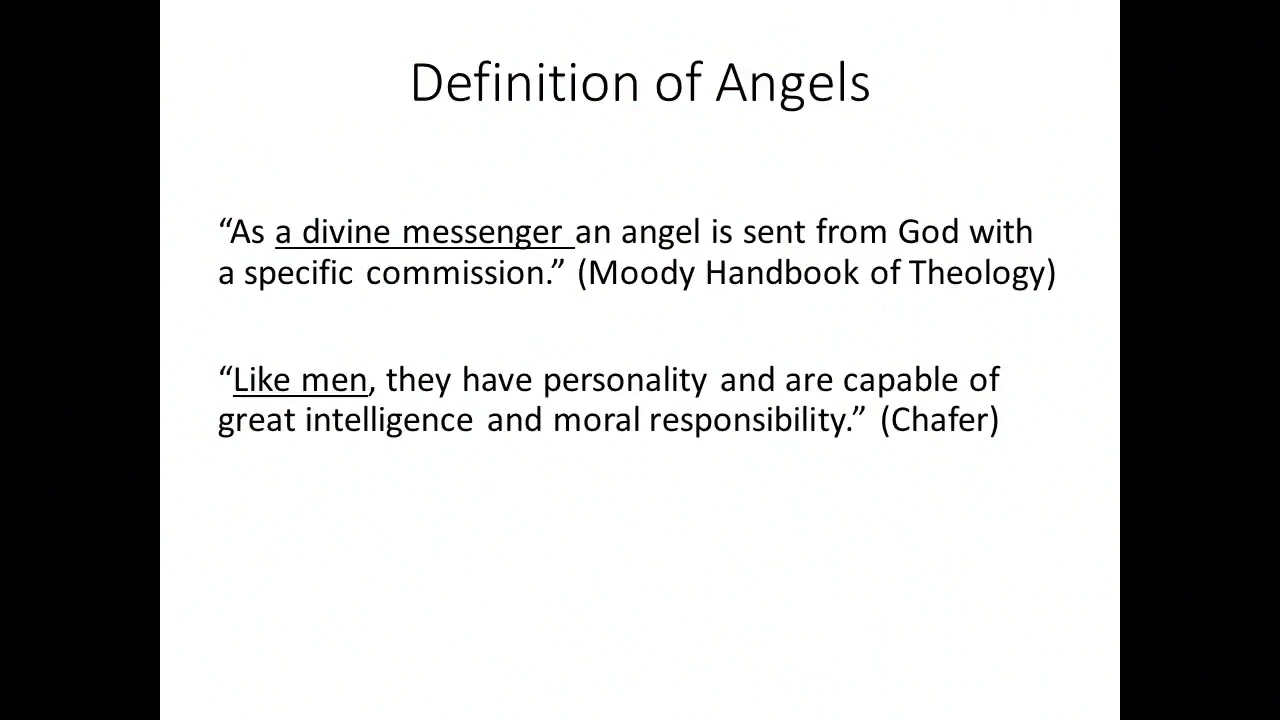 Definition of Angels
“As a divine messenger an angel is sent from God with
a specific commission.” (Moody Handbook of Theology)
“Like men, they have personality and are capable of
great intelligence and moral responsibility.” (Chafer)